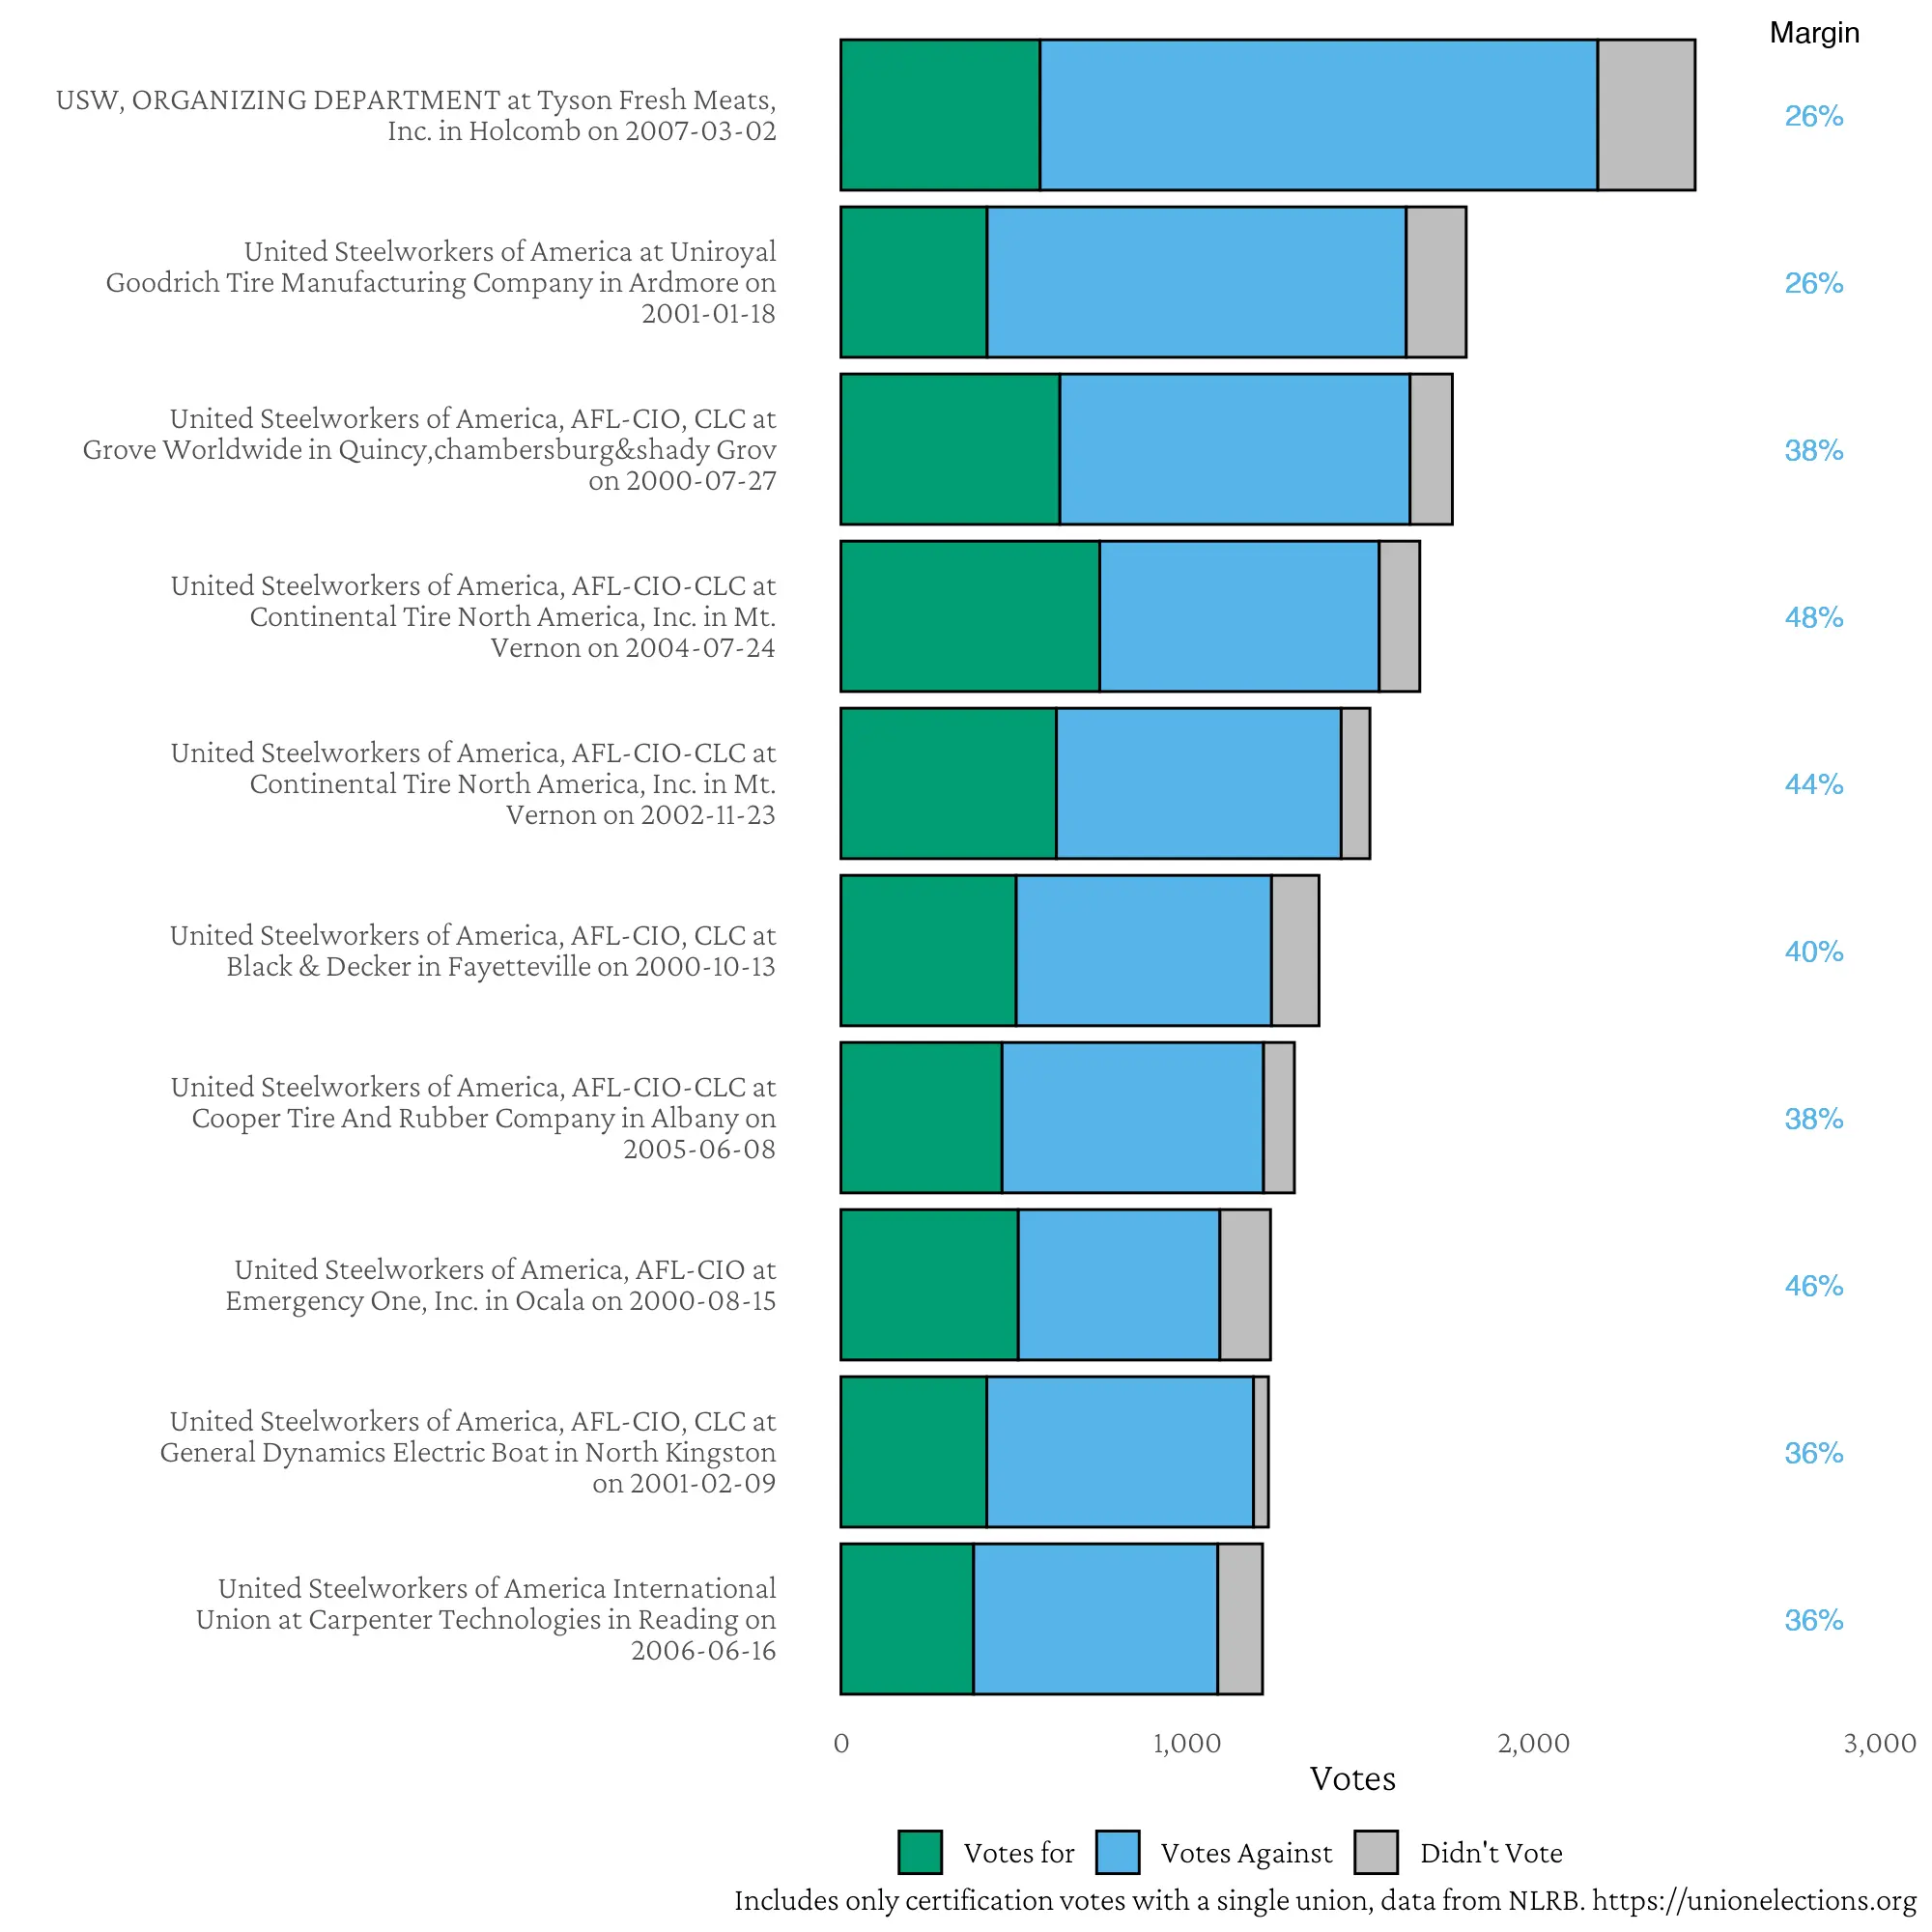 Margin
USW, ORGANIZING DEPARTMENT at Tyson Fresh Meats,
Inc. in Holcomb on 2007-03-02
26%
United Steelworkers of America at Uniroyal
Goodrich Tire Manufacturing Company in Ardmore on
2001-01-18
26%
United Steelworkers of America, AFL-CIO, CLC at
Grove Worldwide in Quincy,chambersburg&shady Grov
on 2000-07-27
38%
United Steelworkers of America, AFL-CIO-CLC at
Continental Tire North America, Inc. in Mt.
Vernon on 2004-07-24
48%
United Steelworkers of America, AFL-CIO-CLC at
Continental Tire North America, Inc. in Mt.
Vernon on 2002-11-23
44%
United Steelworkers of America, AFL-CIO, CLC at
Black & Decker in Fayetteville on 2000-10-13
40%
United Steelworkers of America, AFL-CIO-CLC at
Cooper Tire And Rubber Company in Albany on
2005-06-08
38%
United Steelworkers of America, AFL-CIO at
Emergency One, Inc. in Ocala on 2000-08-15
46%
United Steelworkers of America, AFL-CIO, CLC at
General Dynamics Electric Boat in North Kingston
on 2001-02-09
36%
United Steelworkers of America International
Union at Carpenter Technologies in Reading on
2006-06-16
36%
0 1,000 2,000 3,000
Votes
Votes for Votes Against Didn't Vote
Includes only certification votes with a single union, data from NLRB. https://unionelections.org